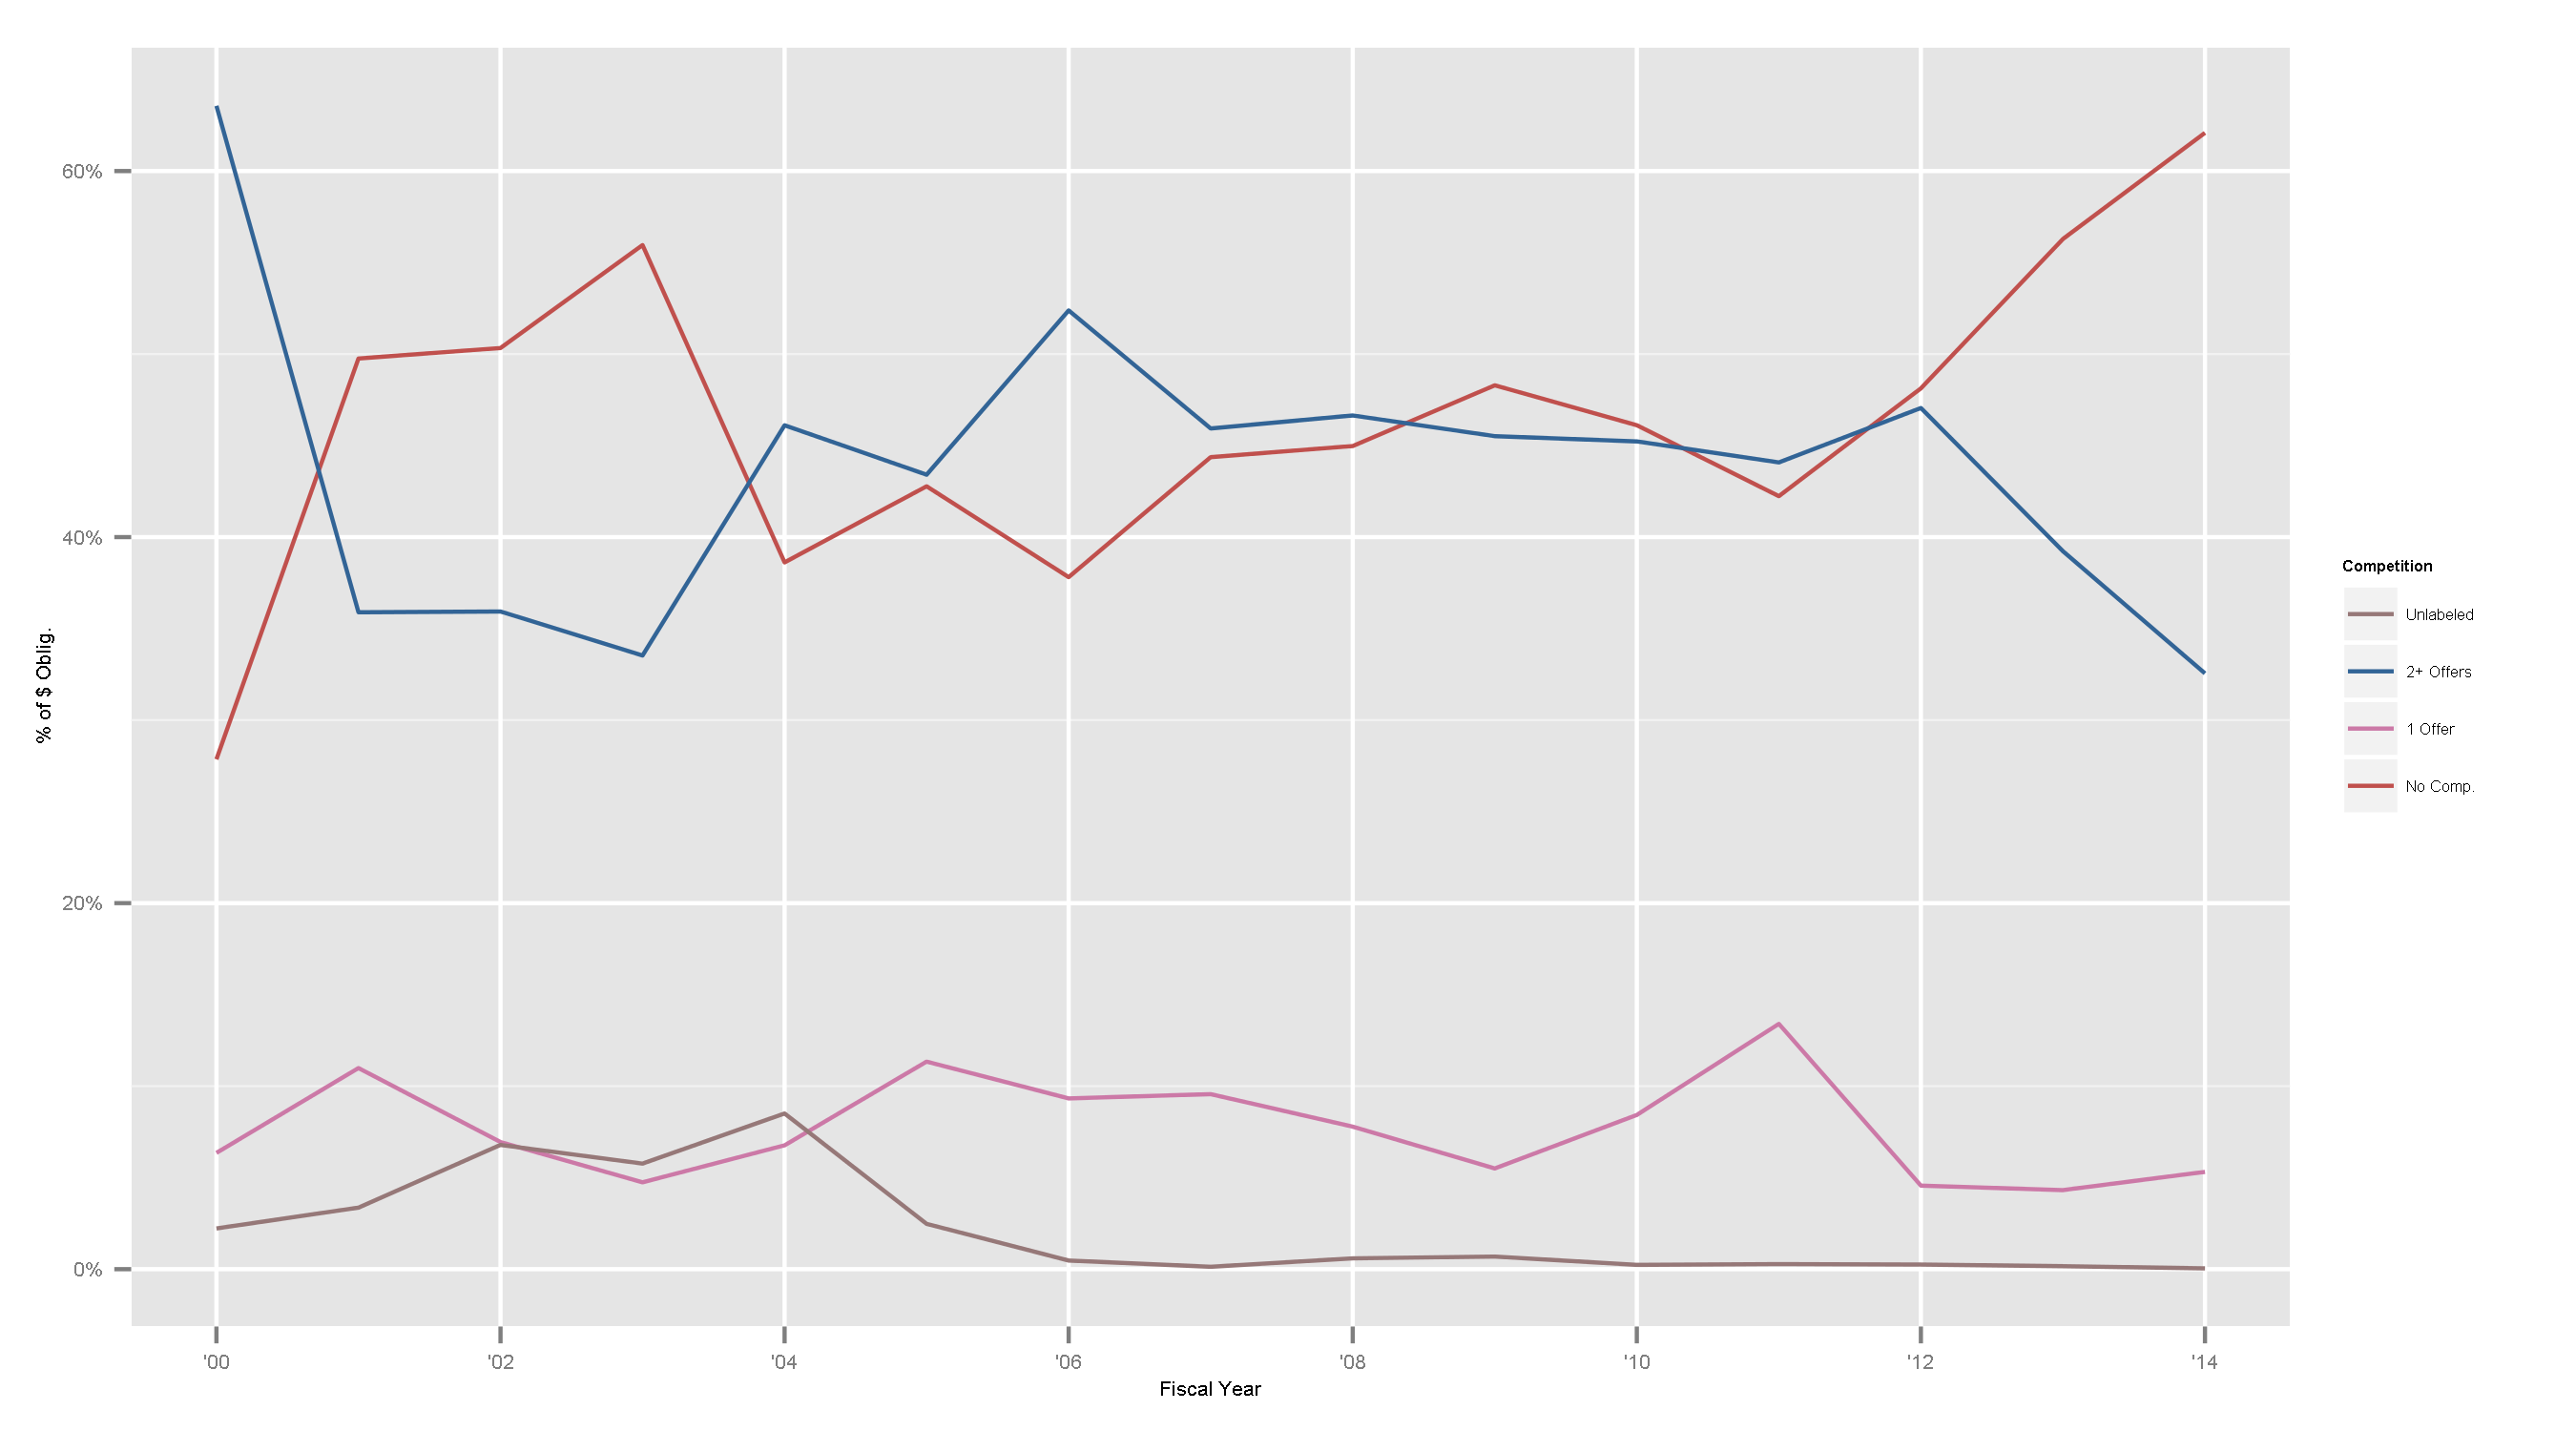 60%
40%
20%
0%
% of $ Oblig.
'00 '02 '04 '06 '08 '10 '12 '14
Fiscal Year
Competition
Unlabeled
2+ Offers
1 Offer
No Comp.